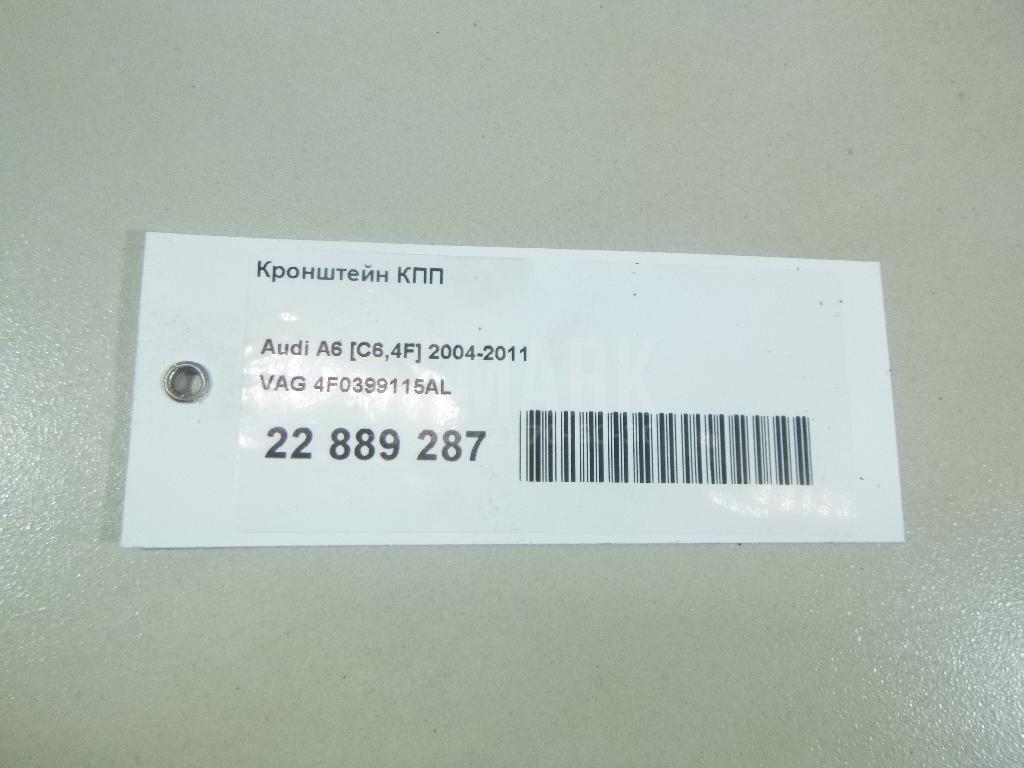 Кронштейн КПП
Audi A6 [C6,4F] 2004-2011
VAG 4F0399115AL
22 889 287